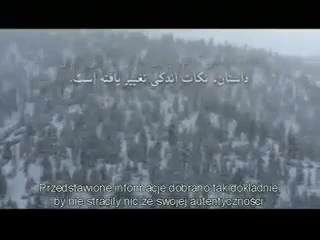 داستان، نکات اندکی تغییر یافته است.
Przedstawione informacje dobrano tak dokładnie
by nie straciły nic ze swojej autentyczności.